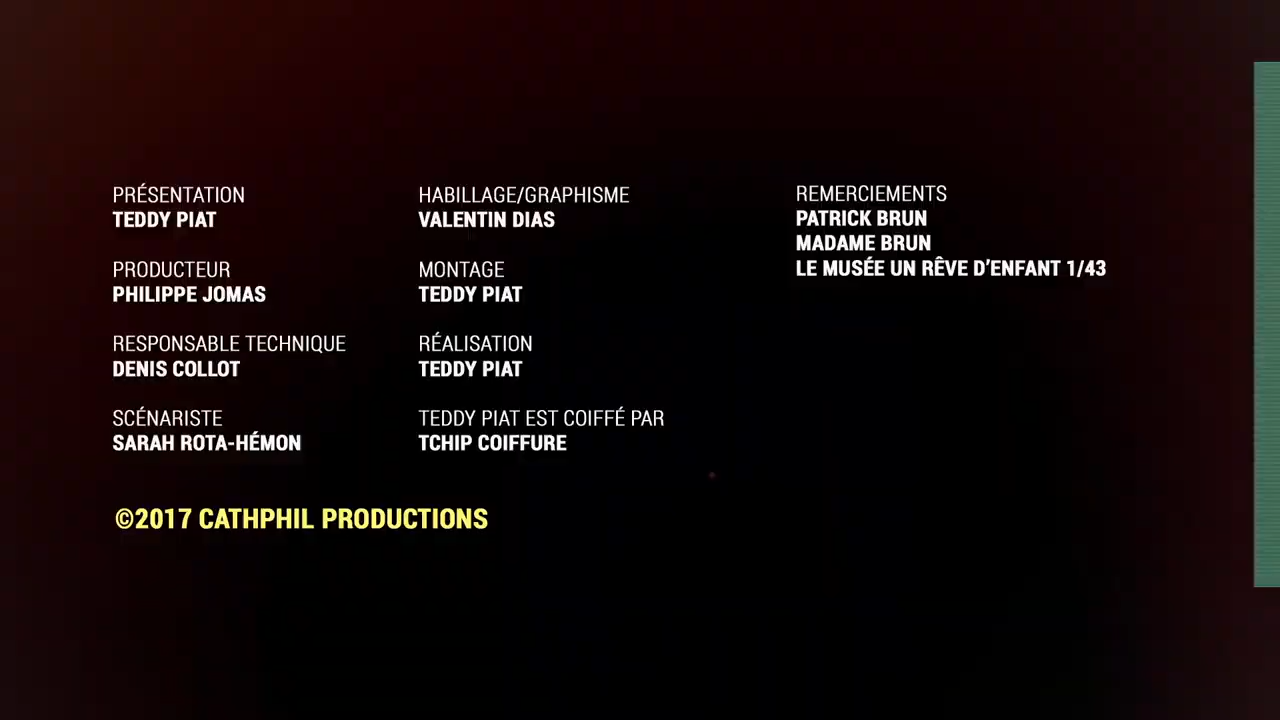 PRÉSENTATION
TEDDY PIAT
PRODUCTEUR
PHILIPPE JOMAS
RESPONSABLE TECHNIQUE
DENIS COLLOT
SCÉNARISTE
SARAH ROTA-HÉMON
HABILLAGE/GRAPHISME
VALENTIN DIAS
MONTAGE
TEDDY PIAT
RÉALISATION
TEDDY PIAT
TEDDY PIAT EST COIFFÉ PAR
TCHIP COIFFURE
REMERCIEMENTS
PATRICK BRUN
MADAME BRUN
LE MUSÉE UN RÊVE D'ENFANT 1/43
©2017 CATHPHIL PRODUCTIONS